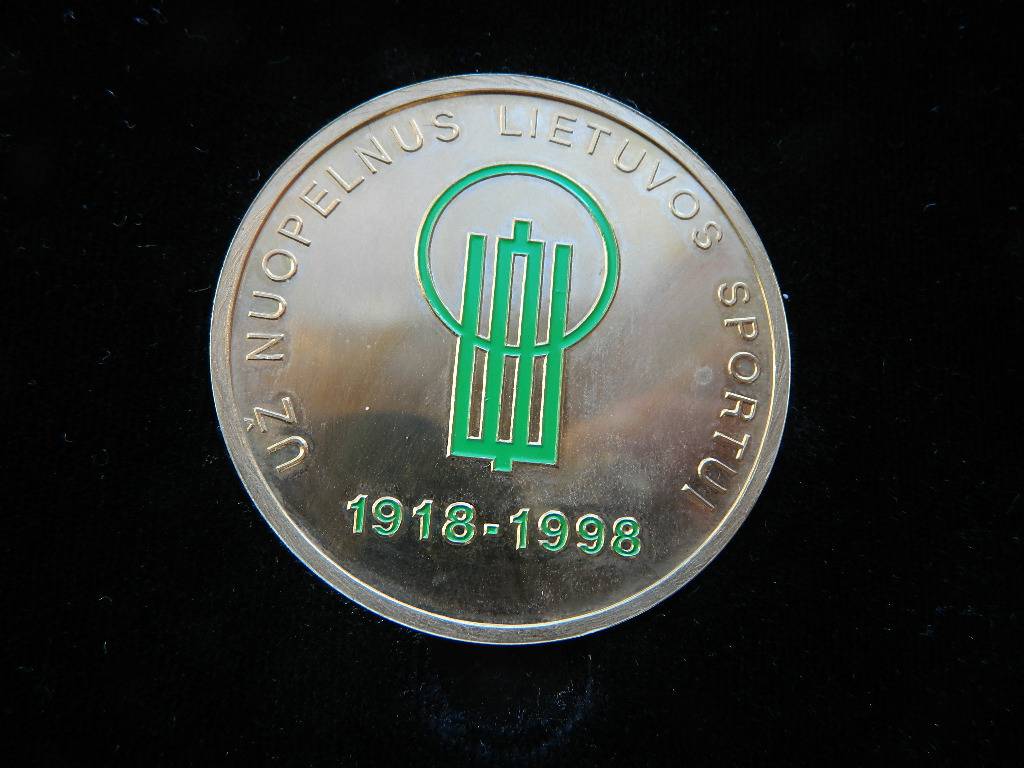 UŽ NUOPELNUS LIETUVOS SPORTUI
1918-1998